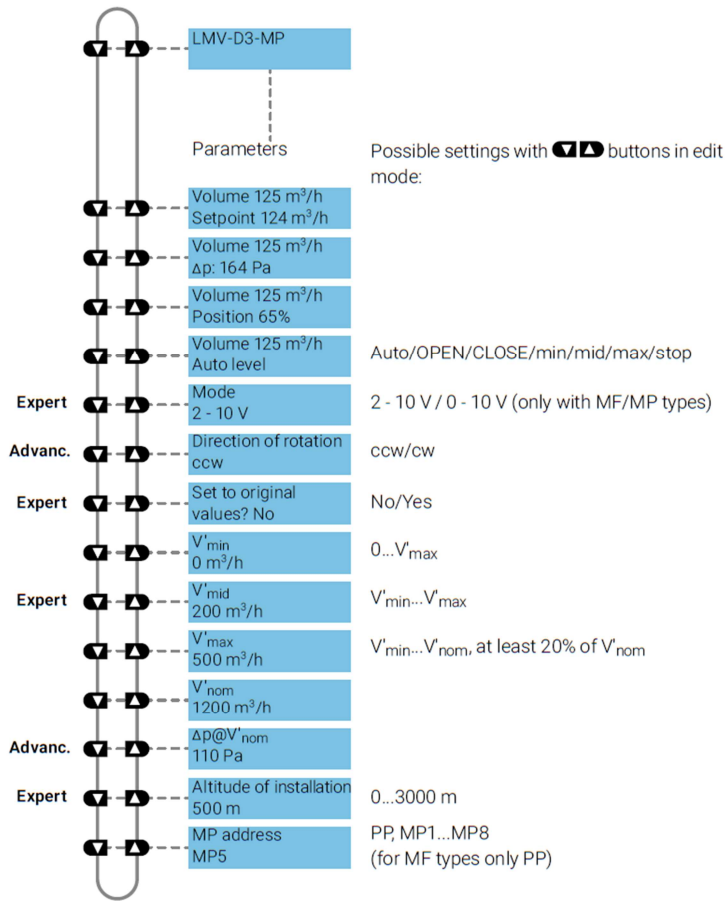 LMV-D3-MP
Parameters
Possible settings with buttons in edit
mode:
Volume 125 m³/h
Setpoint 124 m³/h
Volume 125 m³/h
Δp: 164 Pa
Volume 125 m³/h
Position 65%
Volume 125 m³/h
Auto level
Auto/OPEN/CLOSE/min/mid/max/stop
Expert
Mode
2 - 10 V
2 - 10 V / 0 - 10 V (only with MF/MP types)
Advanc.
Direction of rotation
ccw
ccw/cw
Expert
Set to original
values? No
No/Yes
V'min
0 m³/h
0...V'max
Expert
V'mid
200 m³/h
V'min...V'max
V'max
500 m³/h
V'min...V'nom, at least 20% of V'nom
V'nom
1200 m³/h
Advanc.
Δp@V'nom
110 Pa
Expert
Altitude of installation
500 m
0...3000 m
MP address
MP5
PP, MP1...MP8
(for MF types only PP)